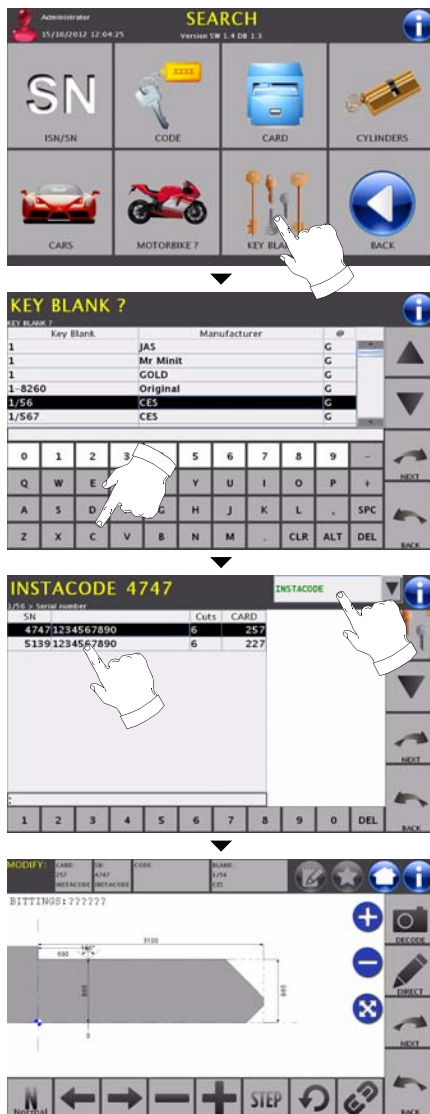 Administrator
SEARCH
15/10/2012 12:04:25
Version SW 1.4 DB 1.3
SN
XXXX
ISN/SN
CODE
CARD
CYLINDERS
CARS
MOTORBIKE ?
KEY BLA
BACK
KEY BLANK ?
KEY BLANK ?
Key Blank Manufacturer @
1 JAS G
1 Mr Minit G
1 GOLD G
1-8260 Original G
1/56 CES G
1/567 CES G
0 1 2 3 5 6 7 8 9 -
Q W E Y U I O P +
A S D G H J K L , SPC
Z X C V B N M . CLR ALT DEL
NEXT
BACK
INSTACODE 4747
INSTACODE
1/56 > Serial number
SN Cuts CARD
4747 1234567890 6 257
5139 1234567890 6 227
:
1 2 3 4 5 6 7 8 9 0 DEL
NEXT
BACK
MODIFY:
CARD: SN: CODE BLANK:
257 4747 1/56
INSTACODE INSTACODE CES
BITTINGS:??????
3100
690
865
865
0
DECODE
DIRECT
NEXT
BACK
N
Normal
STEP